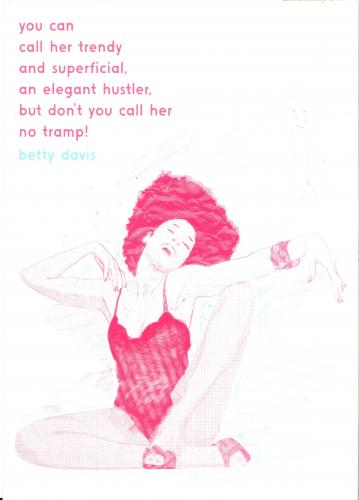 you can
call her trendy
and superficial,
an elegant hustler,
but don't you call her
no tramp!
betty davis